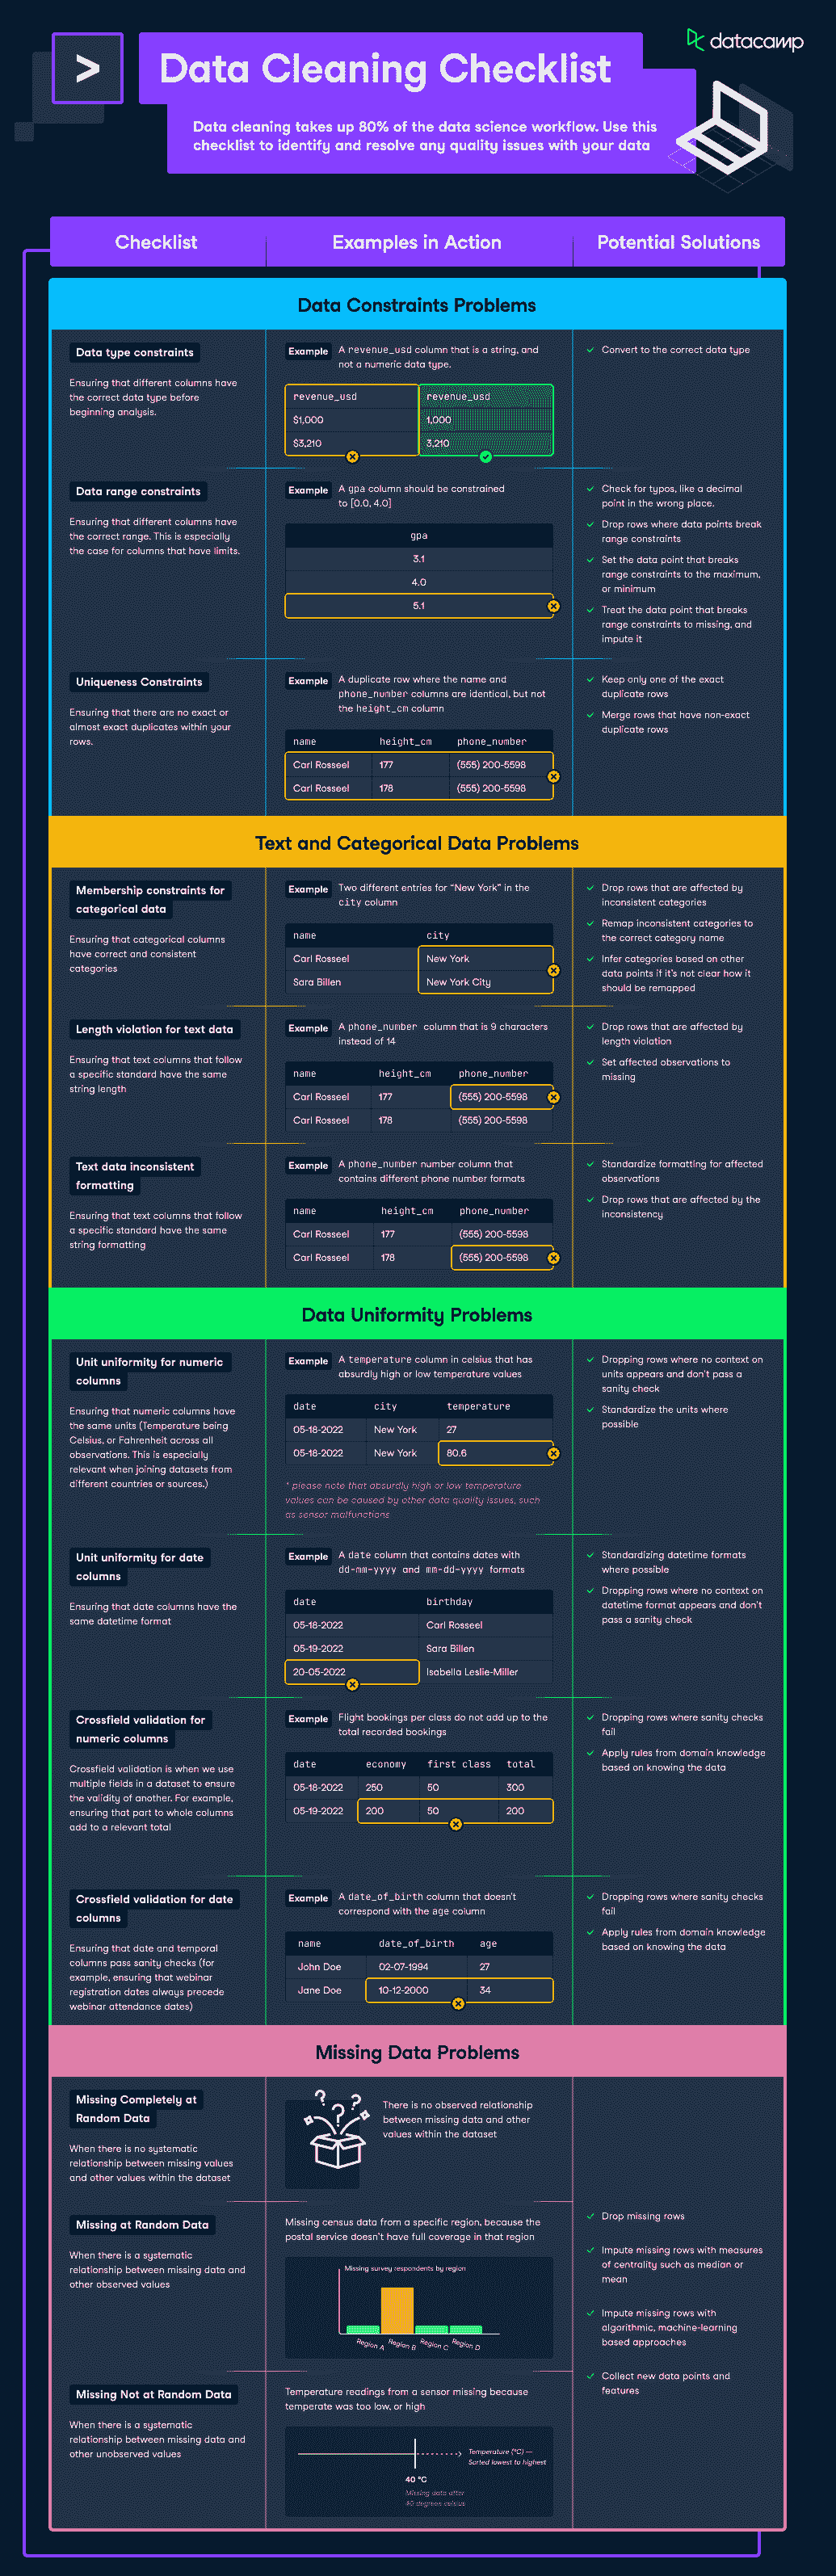 datacamp
>
Data Cleaning Checklist
Data cleaning takes up 80% of the data science workflow. Use this
checklist to identify and resolve any quality issues with your data
Checklist
Examples in Action
Potential Solutions
Data Constraints Problems
Data type constraints
Ensuring that different columns have
the correct data type before
beginning analysis.
Example
A revenue_usd column that is a string, and
not a numeric data type.
revenue_usd revenue_usd
$1,000 1,000
$3,210 3,210
Convert to the correct data type
Data range constraints
Ensuring that different columns have
the correct range. This is especially
the case for columns that have limits.
Example
A gpa column should be constrained
to [0.0, 4.0]
gpa
3.1
4.0
5.1
Check for typos, like a decimal
point in the wrong place.
Drop rows where data points break
range constraints
Set the data point that breaks
range constraints to the maximum,
or minimum
Treat the data point that breaks
range constraints to missing, and
impute it
Uniqueness Constraints
Ensuring that there are no exact or
almost exact duplicates within your
rows.
Example
A duplicate row where the name and
phone_number columns are identical, but not
the height_cm column
name height_cm phone_number
Carl Rosseel 177 (555) 200-5598
Carl Rosseel 178 (555) 200-5598
Keep only one of the exact
duplicate rows
Merge rows that have non-exact
duplicate rows
Text and Categorical Data Problems
Membership constraints for
categorical data
Ensuring that categorical columns
have correct and consistent
categories
Example
Two different entries for “New York” in the
city column
name city
Carl Rosseel New York
Sara Billen New York City
Drop rows that are affected by
inconsistent categories
Remap inconsistent categories to
the correct category name
Infer categories based on other
data points if it's not clear how it
should be remapped
Length violation for text data
Ensuring that text columns that follow
a specific standard have the same
string length
Example
A phone_number column that is 9 characters
instead of 14
name height_cm phone_number
Carl Rosseel 177 (555) 200-5598
Carl Rosseel 178 (555) 200-5598
Drop rows that are affected by
length violation
Set affected observations to
missing
Text data inconsistent
formatting
Ensuring that text columns that follow
a specific standard have the same
string formatting
Example
A phone_number number column that
contains different phone number formats
name height_cm phone_number
Carl Rosseel 177 (555) 200-5598
Carl Rosseel 178 (555) 200-5598
Standardize formatting for affected
observations
Drop rows that are affected by the
inconsistency
Data Uniformity Problems
Unit uniformity for numeric
columns
Ensuring that numeric columns have
the same units (Temperature being
Celsius, or Fahrenheit across all
observations. This is especially
relevant when joining datasets from
different countries or sources.)
Example
A temperature column in celsius that has
absurdly high or low temperature values
date city temperature
05-18-2022 New York 27
05-18-2022 New York 80.6
* please note that absurdly high or low temperature
values can be caused by other data quality issues, such
as sensor malfunctions
Dropping rows where no context on
units appears and don't pass a
sanity check
Standardize the units where
possible
Unit uniformity for date
columns
Ensuring that date columns have the
same datetime format
Example
A date column that contains dates with
dd-mm-yyyy and mm-dd-yyyy formats
date birthday
05-18-2022 Carl Rosseel
05-19-2022 Sara Billen
20-05-2022 Isabella Leslie-Miller
Standardizing datetime formats
where possible
Dropping rows where no context on
datetime format appears and don't
pass a sanity check
Crossfield validation for
numeric columns
Crossfield validation is when we use
multiple fields in a dataset to ensure
the validity of another. For example,
ensuring that part to whole columns
add to a relevant total
Example
Flight bookings per class do not add up to the
total recorded bookings
date economy first class total
05-18-2022 250 50 300
05-19-2022 200 50 200
Dropping rows where sanity checks
fail
Apply rules from domain knowledge
based on knowing the data
Crossfield validation for date
columns
Ensuring that date and temporal
columns pass sanity checks (for
example, ensuring that webinar
registration dates always precede
webinar attendance dates)
Example
A date_of_birth column that doesn't
correspond with the age column
name date_of_birth age
John Doe 02-07-1994 27
Jane Doe 10-12-2000 34
Dropping rows where sanity checks
fail
Apply rules from domain knowledge
based on knowing the data
Missing Data Problems
Missing Completely at
Random Data
When there is no systematic
relationship between missing values
and other values within the dataset
? ? ?
There is no observed relationship
between missing data and other
values within the dataset
Missing at Random Data
When there is a systematic
relationship between missing data and
other observed values
Missing census data from a specific region, because the
postal service doesn't have full coverage in that region
Missing survey respondents by region
Region A Region B Region C Region D
Missing Not at Random Data
When there is a systematic
relationship between missing data and
other unobserved values
Temperature readings from a sensor missing because
temperate was too low, or high
Temperature (°C) —
Sorted lowest to highest
40 °C
Missing data after
40 degrees celsius
Drop missing rows
Impute missing rows with measures
of centrality such as median or
mean
Impute missing rows with
algorithmic, machine-learning
based approaches
Collect new data points and
features